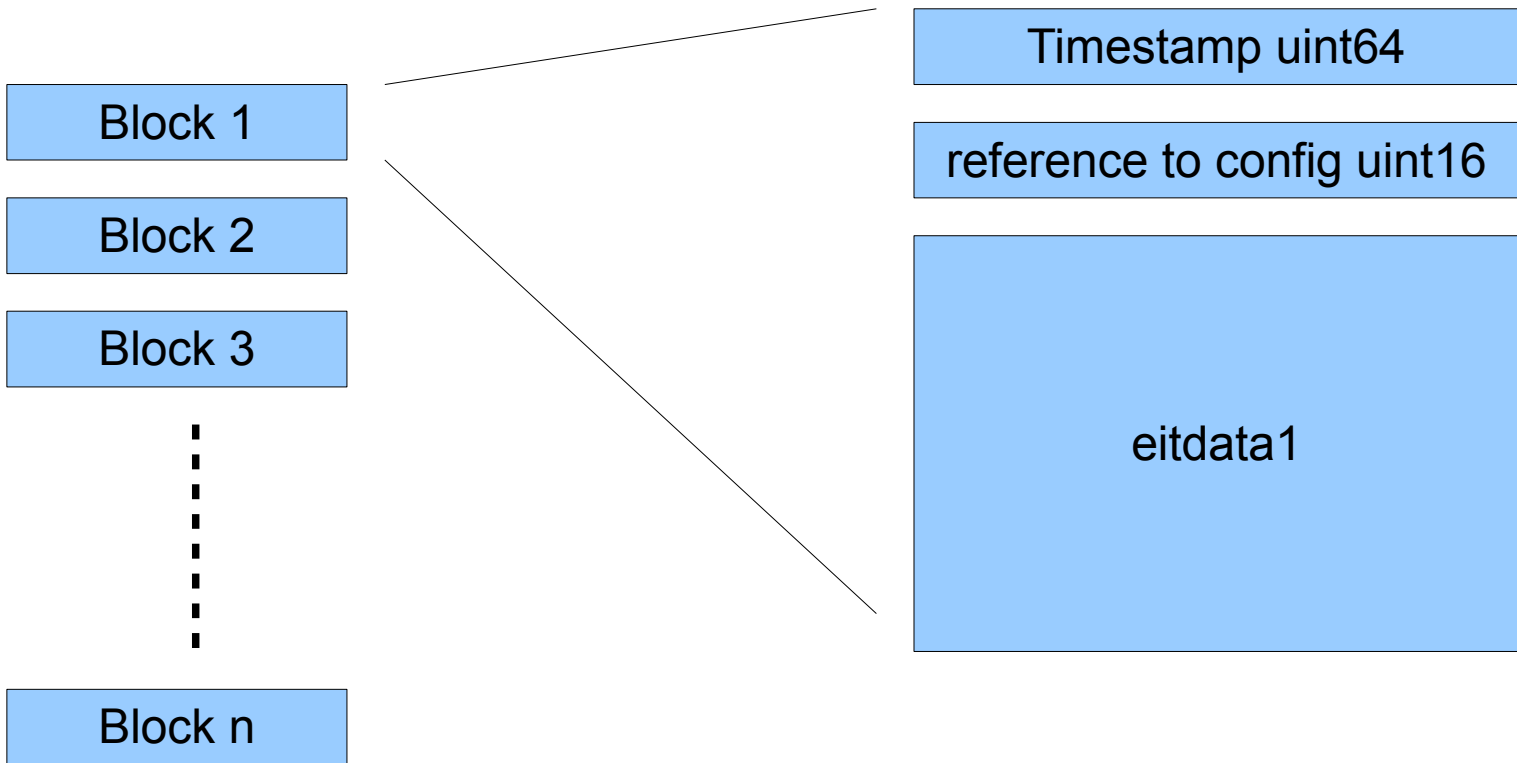 Block 1
Block 2
Block 3
Block n
Timestamp uint64
reference to config uint16
eitdata1